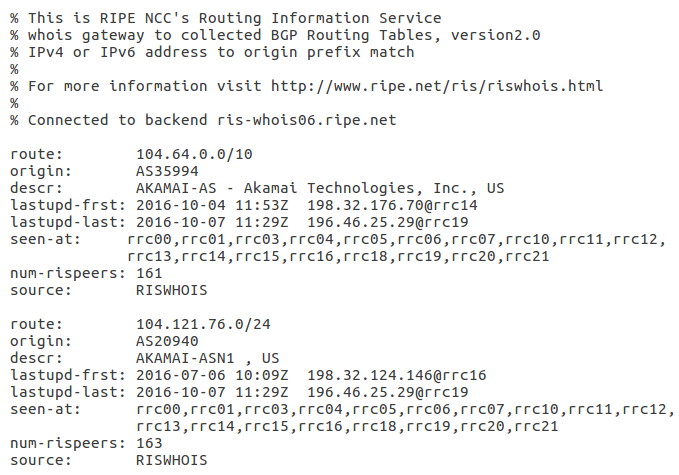 % This is RIPE NCC's Routing Information Service
% whois gateway to collected BGP Routing Tables, version2.0
% IPv4 or IPv6 address to origin prefix match
%
% For more information visit http://www.ripe.net/ris/riswhois.html
%
% Connected to backend ris-whois06.ripe.net

route:        104.64.0.0/10
origin:       AS35994
descr:        AKAMAI-AS - Akamai Technologies, Inc., US
lastupd-frst: 2016-10-04 11:53Z  198.32.176.70@rrc14
lastupd-last: 2016-10-07 11:29Z  196.46.25.29@rrc19
seen-at:     rrc00,rrc01,rrc03,rrc04,rrc05,rrc06,rrc07,rrc10,rrc11,rrc12,
             rrc13,rrc14,rrc15,rrc16,rrc18,rrc19,rrc20,rrc21
num-rispeers: 161
source:       RISWHOIS

route:        104.121.76.0/24
origin:       AS20940
descr:        AKAMAI-ASN1 , US
lastupd-frst: 2016-07-06 10:09Z  198.32.124.146@rrc16
lastupd-last: 2016-10-07 11:29Z  196.46.25.29@rrc19
seen-at:      rrc00,rrc01,rrc03,rrc04,rrc05,rrc06,rrc07,rrc10,rrc11,rrc12,
              rrc13,rrc14,rrc15,rrc16,rrc18,rrc19,rrc20,rrc21
num-rispeers: 163
source:       RISWHOIS